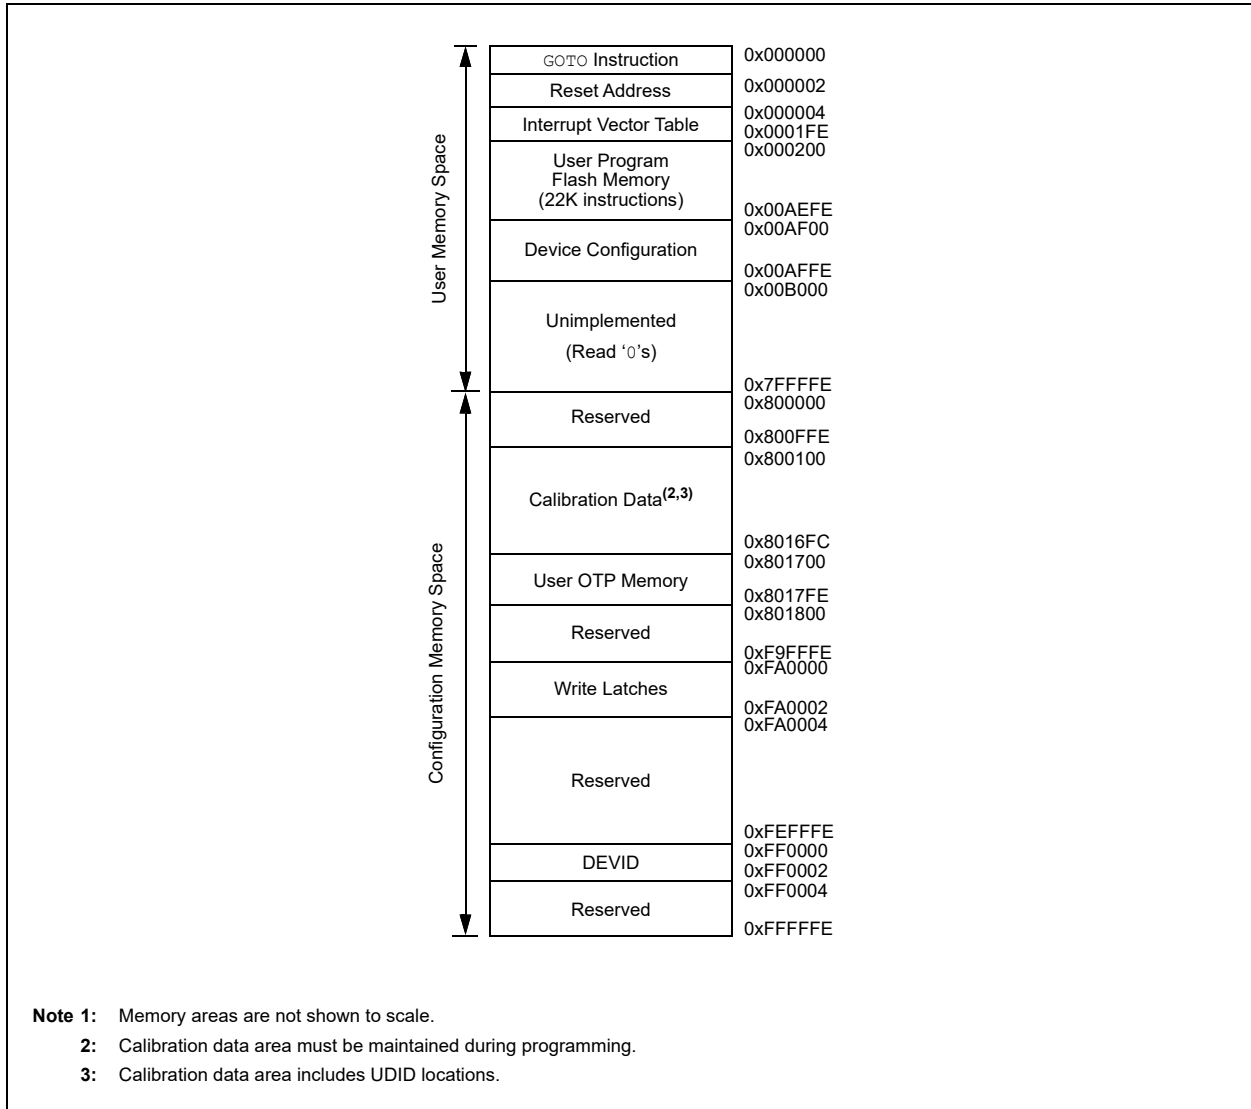 GOTO Instruction
0x000000
Reset Address
0x000002
Interrupt Vector Table
0x000004
0x0001FE
User Program
Flash Memory
(22K instructions)
0x000200
0x00AEFE
Device Configuration
0x00AF00
0x00AFFE
Unimplemented
(Read ‘0’s)
0x00B000
0x7FFFFE
User Memory Space
Reserved
0x800000
0x800FFE
Calibration Data(2,3)
0x800100
0x8016FC
User OTP Memory
0x801700
0x8017FE
Reserved
0x801800
0xF9FFFE
Write Latches
0xFA0000
0xFA0002
Reserved
0xFA0004
0xFEFFFE
DEVID
0xFF0000
0xFF0002
Reserved
0xFF0004
0xFFFFFE
Configuration Memory Space
Note 1: Memory areas are not shown to scale.
2: Calibration data area must be maintained during programming.
3: Calibration data area includes UDID locations.